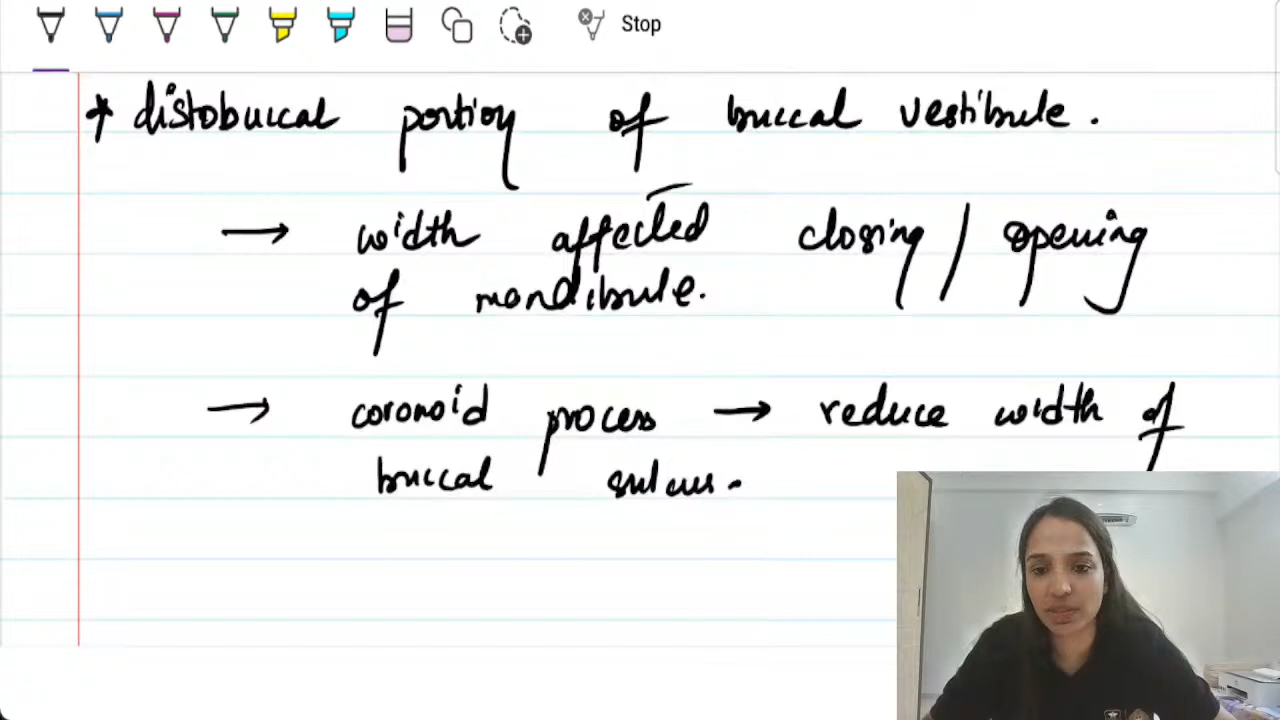 Stop
* distobuccal portion of buccal vestibule.
→ width affected closing / opening
of mandibule.
→ coronoid process → reduce width of
buccal sulcus.